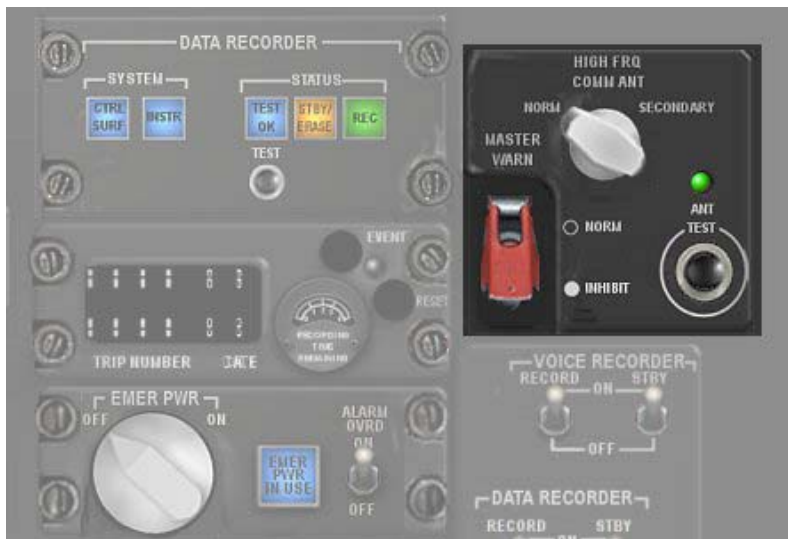 DATA RECORDER
SYSTEM
STATUS
CTRL
SURF
INSTR
TEST
OK
STBY/
ERASE
REC
TEST
HIGH FRQ
COMM ANT
NORM
SECONDARY
MASTER
WARN
NORM
INHIBIT
ANT
TEST
EVENT
RESET
RECORDING
TIME
REMAINING
TRIP NUMBER
DATE
EMER PWR
OFF
ON
EMER
PWR
IN USE
ALARM
OVRD
ON
OFF
VOICE RECORDER
RECORD
STBY
ON
OFF
DATA RECORDER
RECORD
STBY
ON